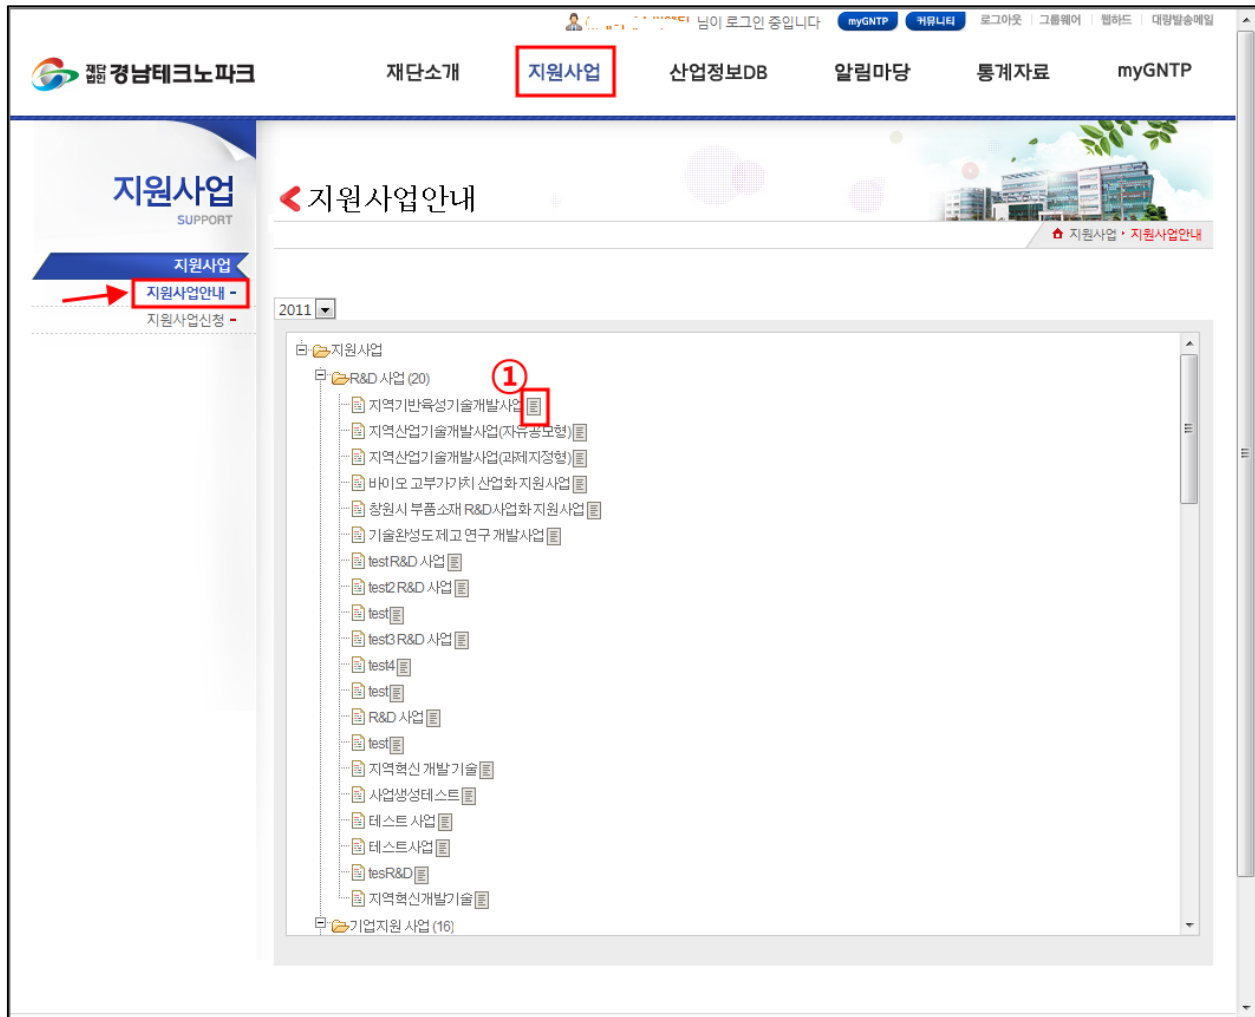 님이 로그인 중입니다 myGNTP 커뮤니티 로그아웃 그룹웨어 웹하드 대량발송메일
재단법인 경남테크노파크 재단소개 지원사업 산업정보DB 알림마당 통계자료 myGNTP
지원사업
SUPPORT
지원사업안내
지원사업 지원사업안내
지원사업
지원사업안내 -
지원사업신청 -
2011
지원사업
R&D 사업 (20)
①
지역기반육성기술개발사업
지역산업기술개발사업(자유공모형)
지역산업기술개발사업(과제지정형)
바이오 고부가가치 산업화 지원사업
창원시 부품소재 R&D사업화 지원사업
기술완성도 제고 연구 개발사업
test R&D 사업
test2 R&D 사업
test
test3 R&D 사업
test4
test
R&D 사업
test
지역혁신 개발 기술
사업생성테스트
테스트 사업
테스트사업
tesR&D
지역혁신개발기술
기업지원 사업 (16)